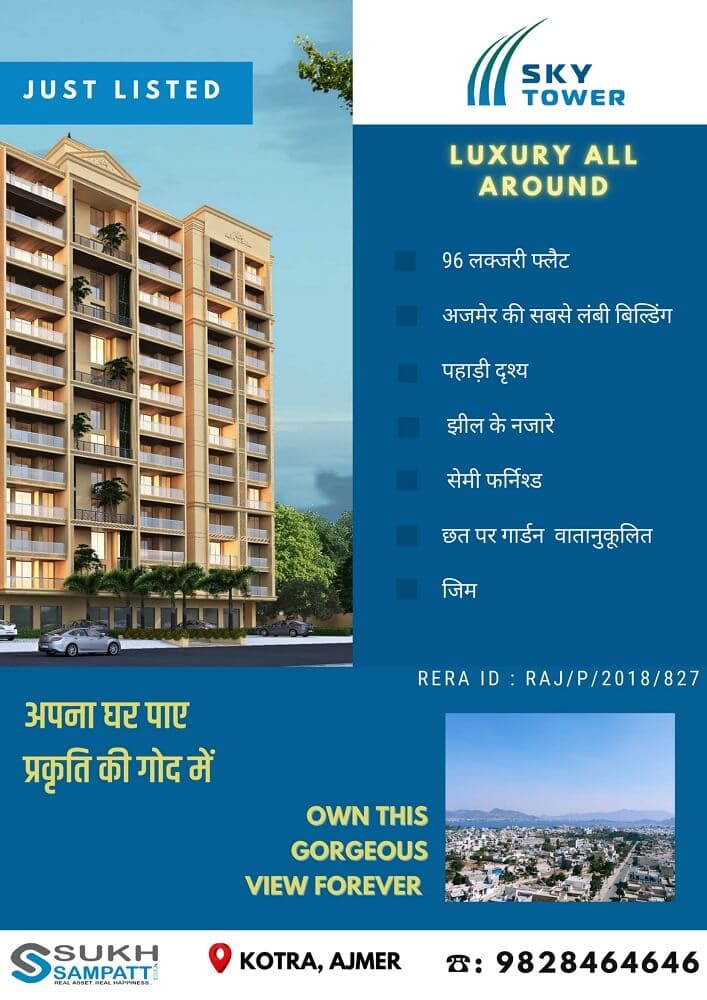 JUST LISTED
SKY
TOWER
LUXURY ALL
AROUND
96 लक्जरी फ्लैट
अजमेर की सबसे लंबी बिल्डिंग
पहाड़ी दृश्य
झील के नजारे
सेमी फर्निश्ड
छत पर गार्डन वातानुकूलित
जिम
RERA ID : RAJ/P/2018/827
अपना घर पाए
प्रकृति की गोद में
OWN THIS
GORGEOUS
VIEW FOREVER
SUKH
SAMPATTI
REAL ASSET. REAL HAPPINESS..
KOTRA, AJMER
☎: 9828464646